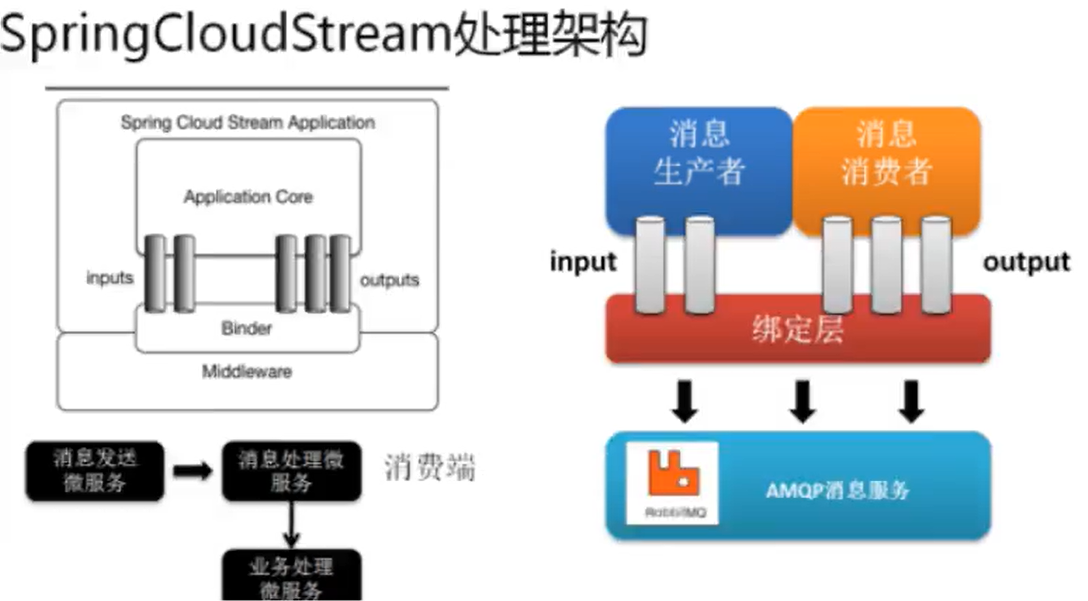 SpringCloudStream处理架构
Spring Cloud Stream Application
Application Core
inputs
outputs
Binder
Middleware
消息发送
微服务
消息处理微
服务
消费端
业务处理
微服务
消息
生产者
消息
消费者
input
output
绑定层
RabbitMQ
AMQP消息服务